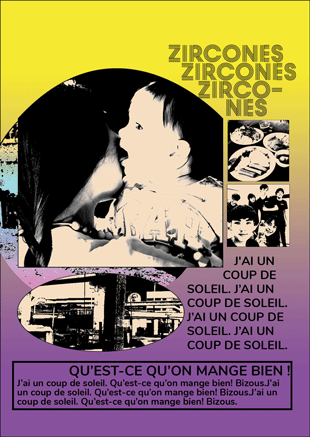 ZIRCONES
ZIRCONES
ZIRCO-
NES
J'AI UN
COUP DE
SOLEIL. J'AI UN
COUP DE SOLEIL.
J'AI UN COUP DE
SOLEIL. J'AI UN
COUP DE SOLEIL.
QU'EST-CE QU'ON MANGE BIEN !
J'ai un coup de soleil. Qu'est-ce qu'on mange bien! Bizous.J'ai
un coup de soleil. Qu'est-ce qu'on mange bien! Bizous.J'ai un
coup de soleil. Qu'est-ce qu'on mange bien! Bizous.